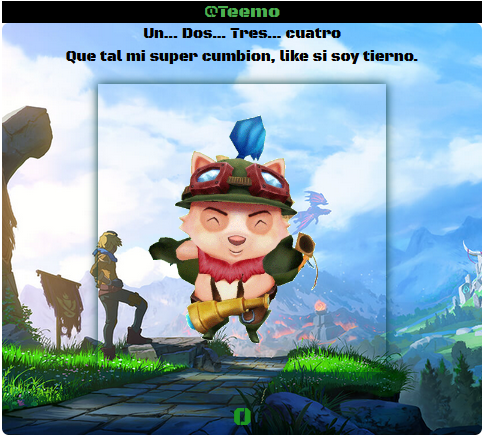 @Teemo
Un... Dos... Tres... cuatro
Que tal mi super cumbion, like si soy tierno.
0